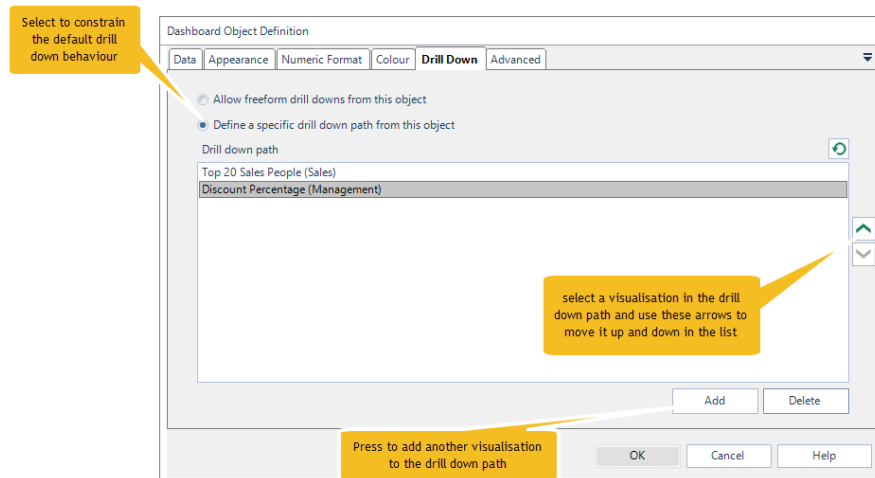 Select to constrain
the default drill
down behaviour
Dashboard Object Definition
Data Appearance Numeric Format Colour Drill Down Advanced
Allow freeform drill downs from this object
Define a specific drill down path from this object
Drill down path
Top 20 Sales People (Sales)
Discount Percentage (Management)
select a visualisation in the drill
down path and use these arrows to
move it up and down in the list
Add Delete
Press to add another visualisation
to the drill down path
OK Cancel Help